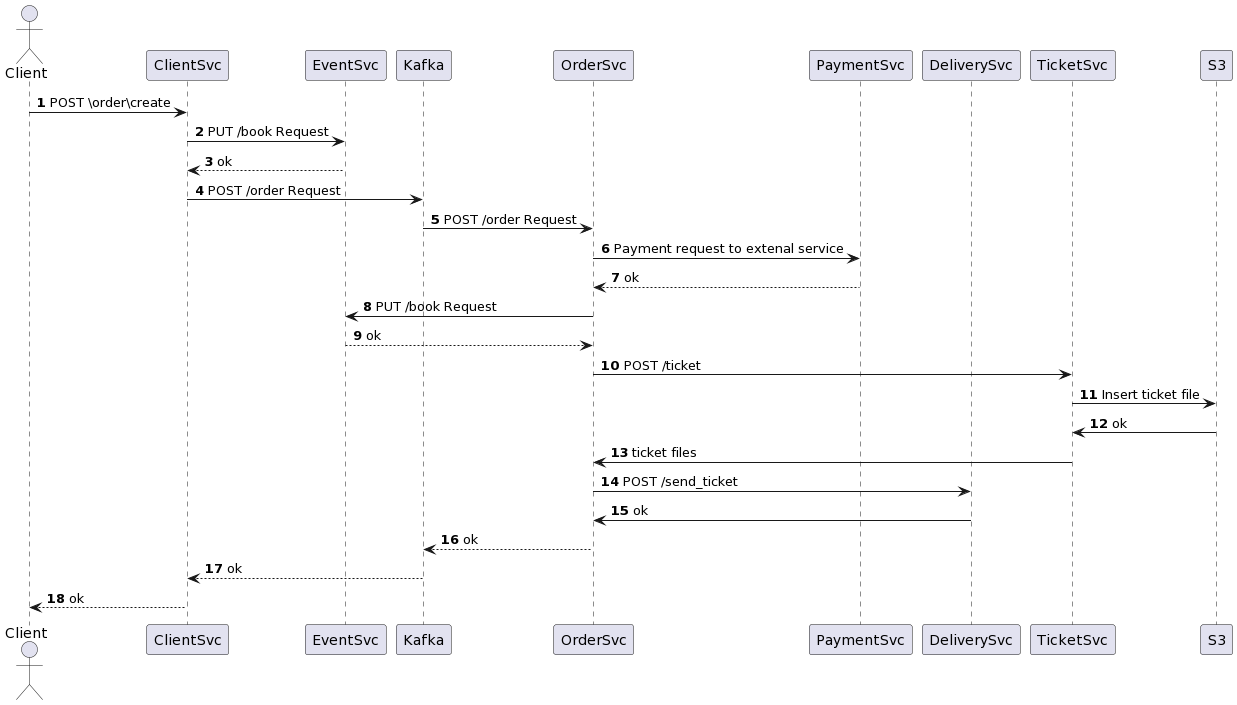 Client
ClientSvc
EventSvc
Kafka
OrderSvc
PaymentSvc
DeliverySvc
TicketSvc
S3
1 POST \order\create
2 PUT /book Request
3 ok
4 POST /order Request
5 POST /order Request
6 Payment request to extenal service
7 ok
8 PUT /book Request
9 ok
10 POST /ticket
11 Insert ticket file
12 ok
13 ticket files
14 POST /send_ticket
15 ok
16 ok
17 ok
18 ok
Client
ClientSvc
EventSvc
Kafka
OrderSvc
PaymentSvc
DeliverySvc
TicketSvc
S3